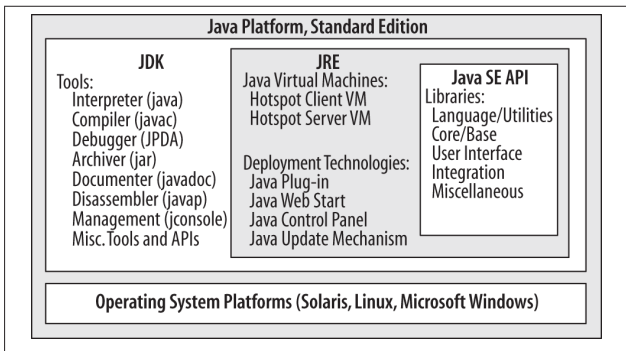 Java Platform, Standard Edition
JDK
Tools:
Interpreter (java)
Compiler (javac)
Debugger (JPDA)
Archiver (jar)
Documenter (javadoc)
Disassembler (javap)
Management (jconsole)
Misc. Tools and APIs
JRE
Java Virtual Machines:
Hotspot Client VM
Hotspot Server VM
Deployment Technologies:
Java Plug-in
Java Web Start
Java Control Panel
Java Update Mechanism
Java SE API
Libraries:
Language/Utilities
Core/Base
User Interface
Integration
Miscellaneous
Operating System Platforms (Solaris, Linux, Microsoft Windows)